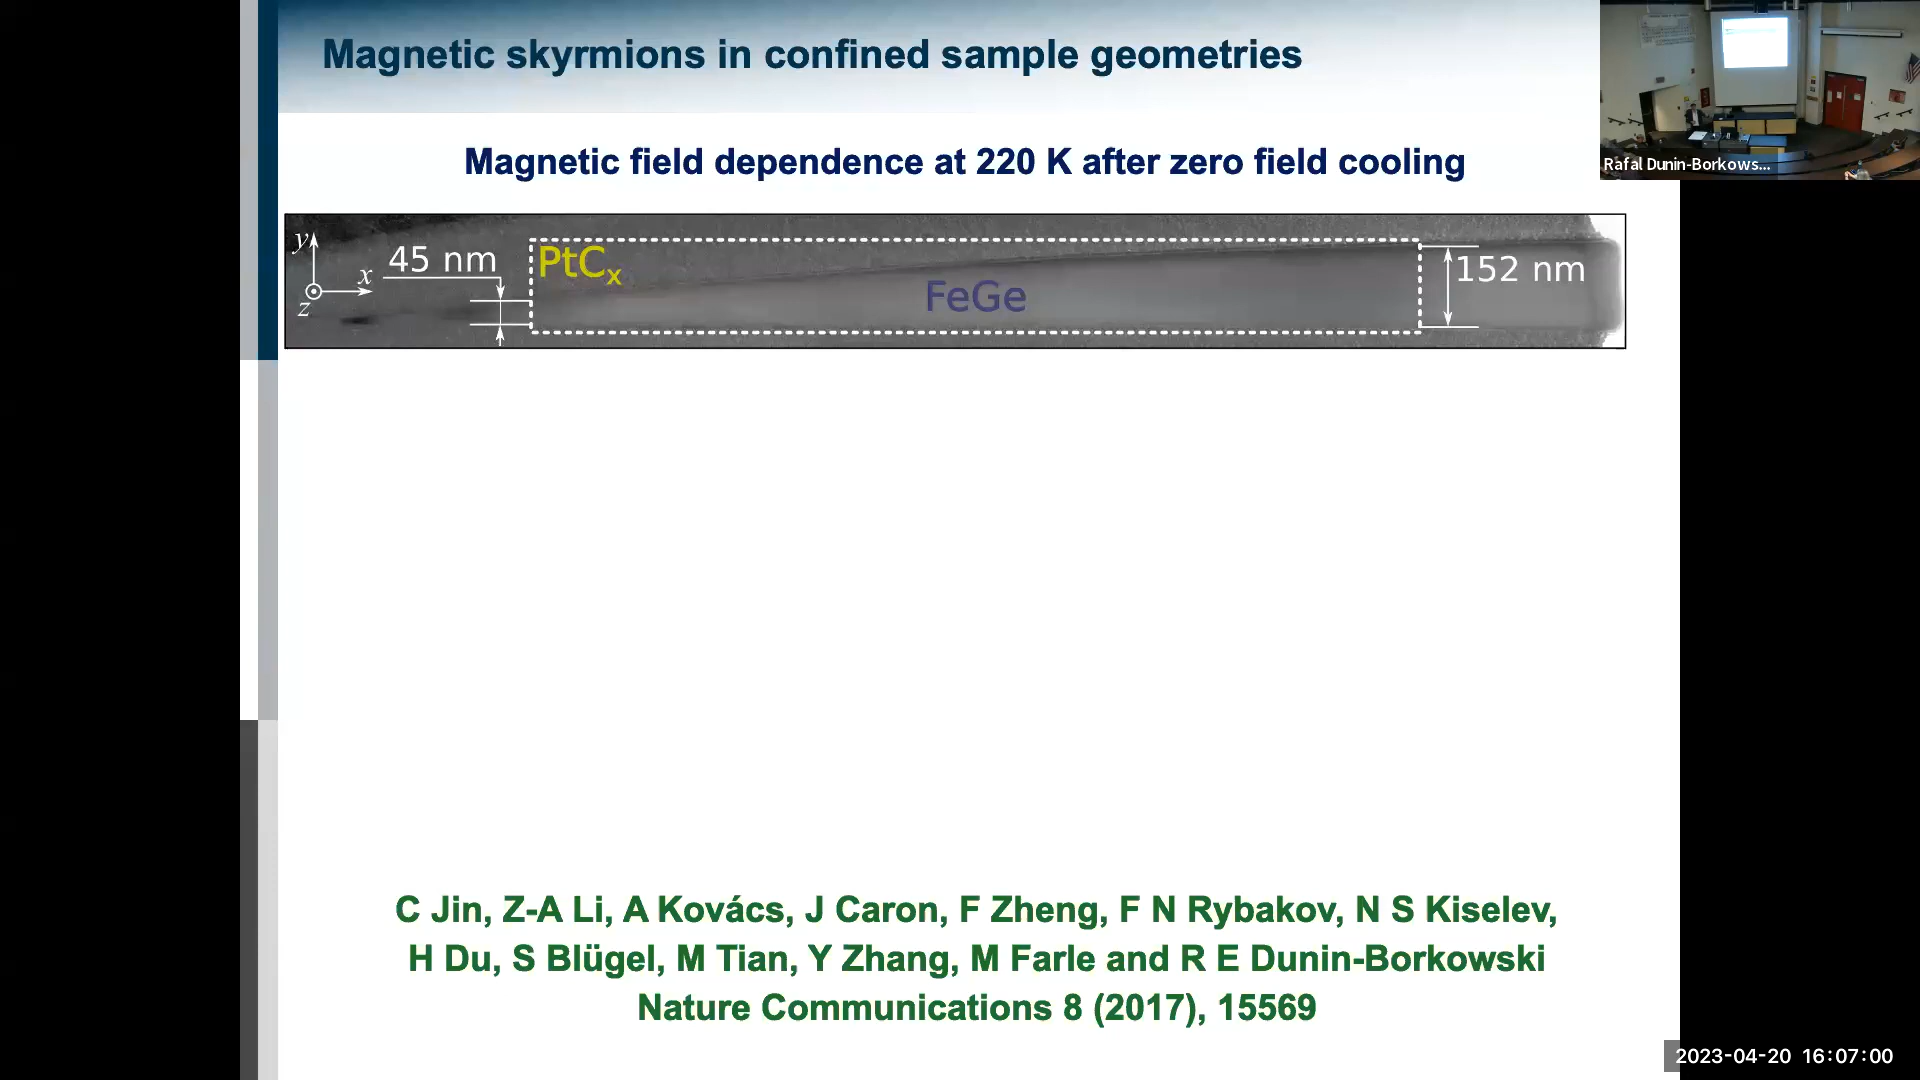 Magnetic skyrmions in confined sample geometries
Rafal Dunin-Borkows...
Magnetic field dependence at 220 K after zero field cooling
y
x
z
45 nm
PtCx
FeGe
152 nm
C Jin, Z-A Li, A Kovács, J Caron, F Zheng, F N Rybakov, N S Kiselev,
H Du, S Blügel, M Tian, Y Zhang, M Farle and R E Dunin-Borkowski
Nature Communications 8 (2017), 15569
2023-04-20 16:07:00